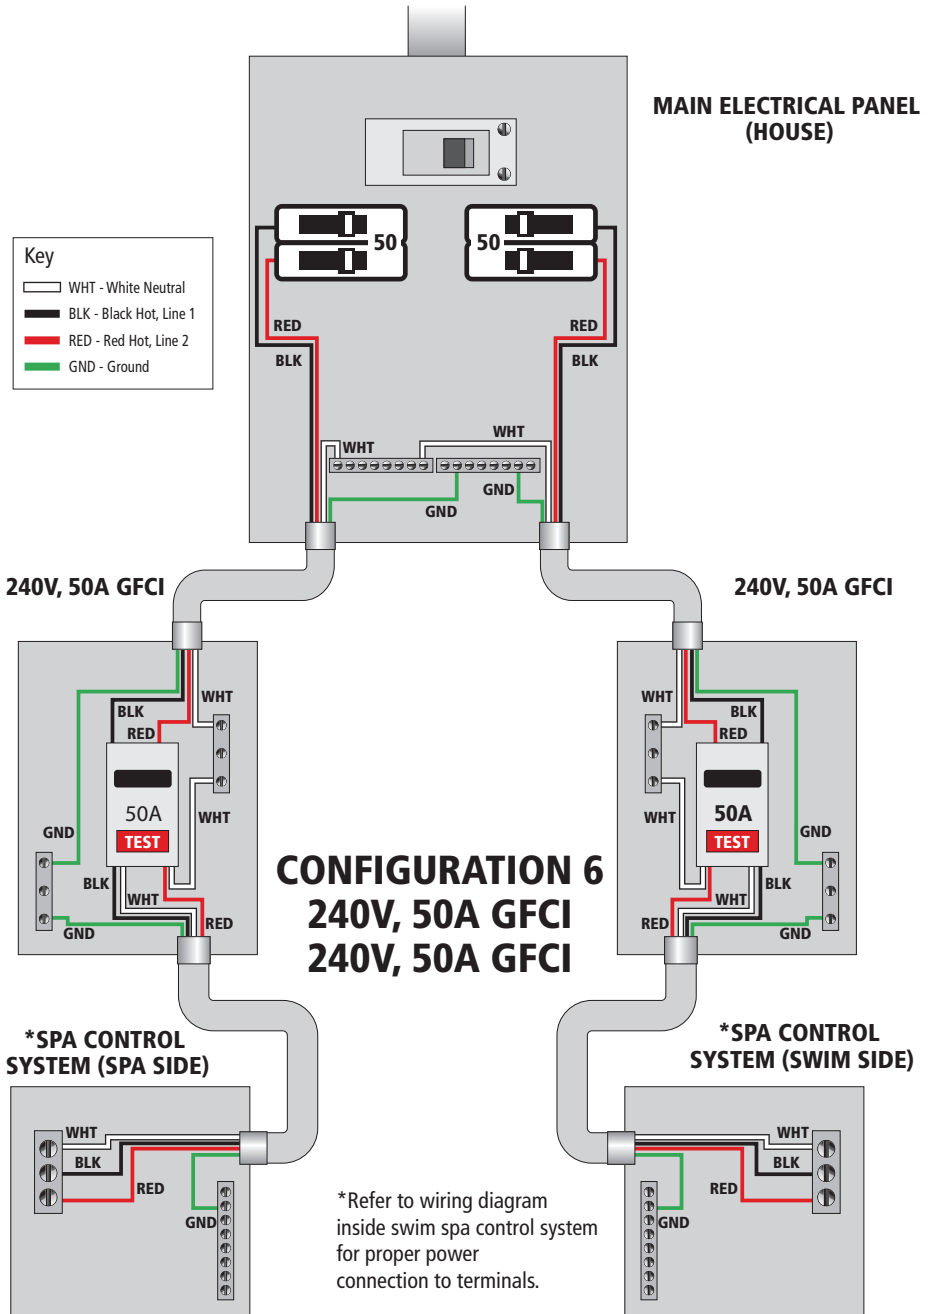 MAIN ELECTRICAL PANEL
(HOUSE)
50
50
Key
WHT - White Neutral
BLK - Black Hot, Line 1
RED - Red Hot, Line 2
GND - Ground
RED
RED
BLK
BLK
WHT
WHT
GND
GND
240V, 50A GFCI
240V, 50A GFCI
WHT
BLK
RED
50A
TEST
WHT
GND
BLK
WHT
RED
GND
WHT
BLK
RED
50A
TEST
WHT
GND
BLK
WHT
RED
GND
CONFIGURATION 6
240V, 50A GFCI
240V, 50A GFCI
*SPA CONTROL
SYSTEM (SPA SIDE)
*SPA CONTROL
SYSTEM (SWIM SIDE)
WHT
BLK
RED
GND
WHT
BLK
RED
GND
*Refer to wiring diagram
inside swim spa control system
for proper power
connection to terminals.